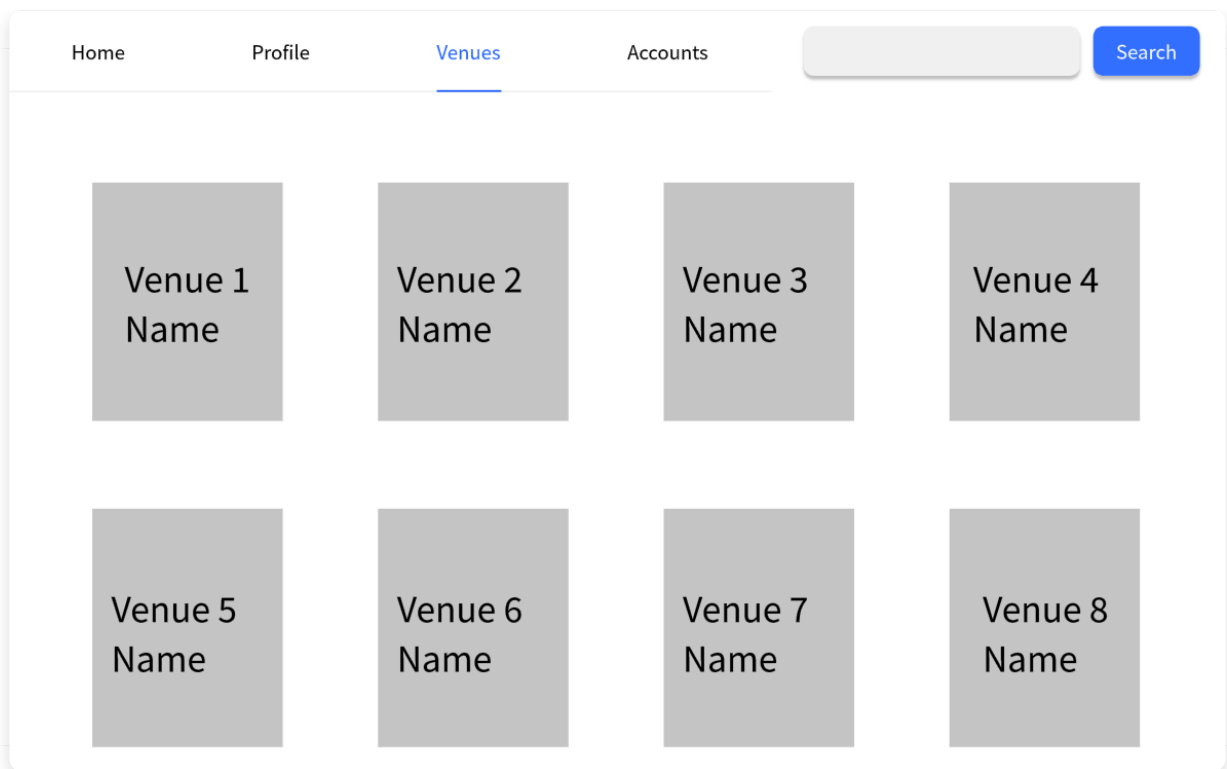 Home Profile Venues Accounts Search
Venue 1 Venue 2 Venue 3 Venue 4
Name Name Name Name
Venue 5 Venue 6 Venue 7 Venue 8
Name Name Name Name